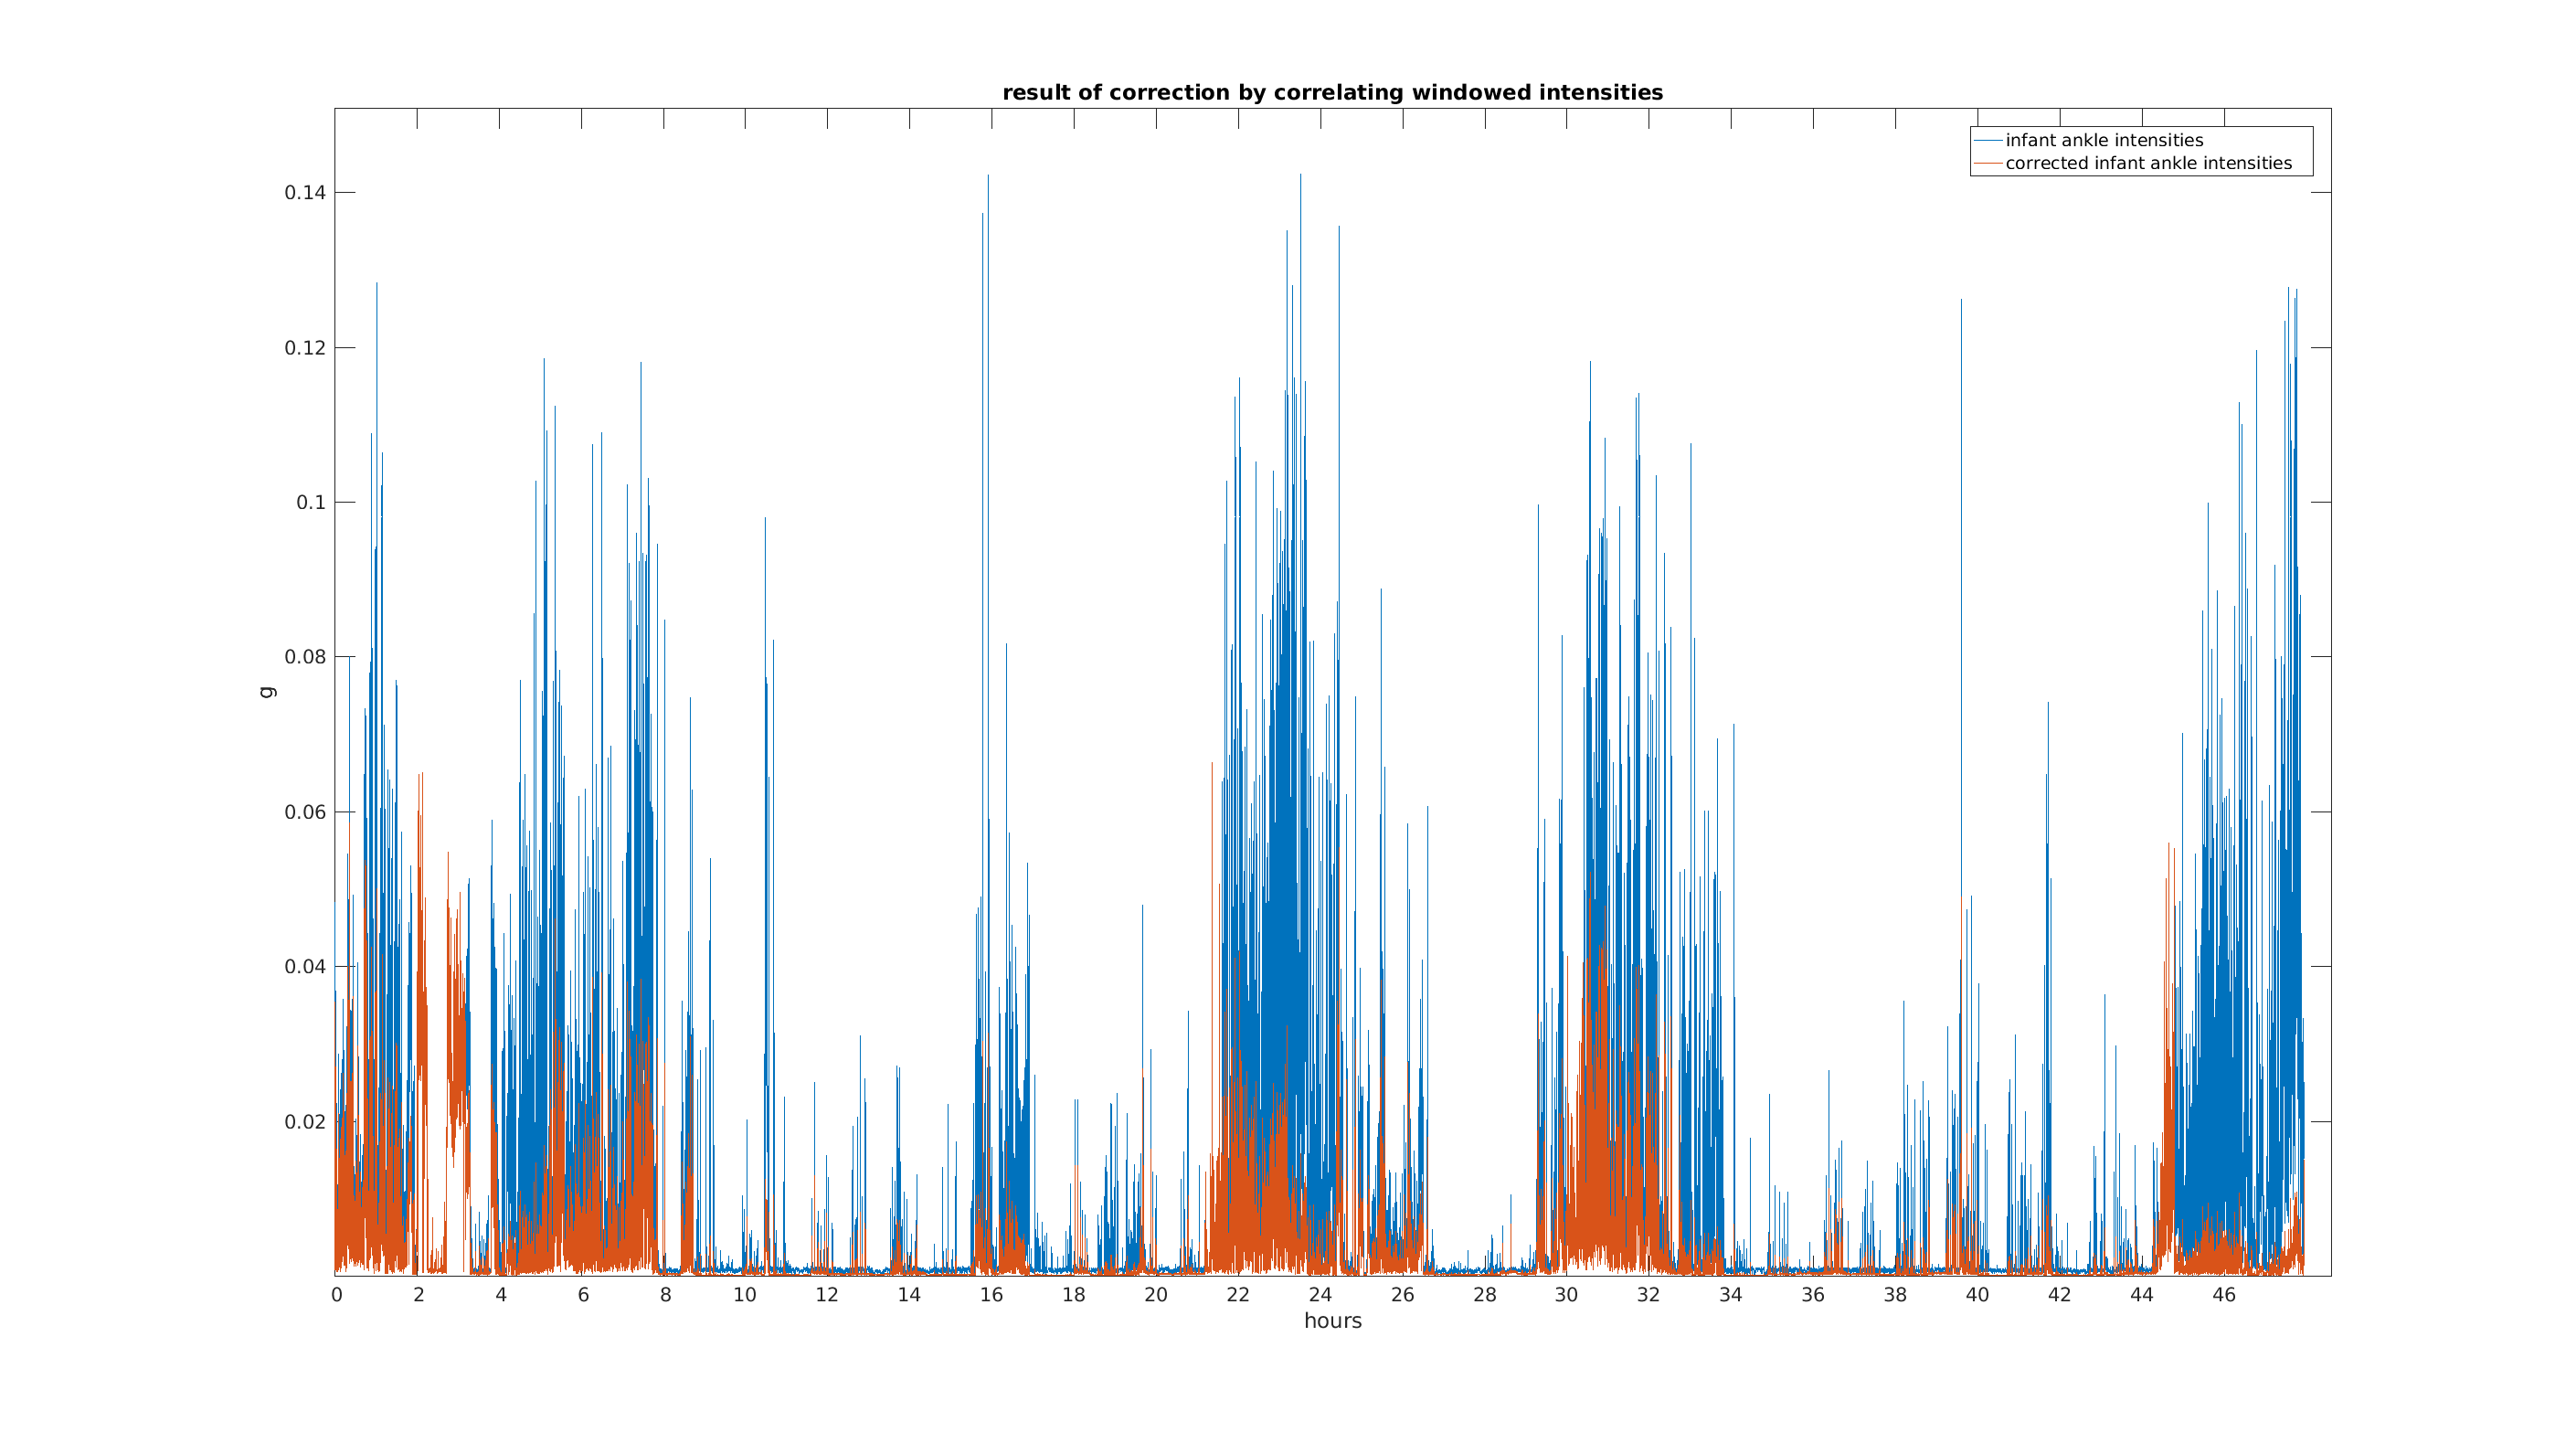 result of correction by correlating windowed intensities
infant ankle intensities
corrected infant ankle intensities
0.14
0.12
0.1
0.08
0.06
0.04
0.02
g
0 2 4 6 8 10 12 14 16 18 20 22 24 26 28 30 32 34 36 38 40 42 44 46
hours